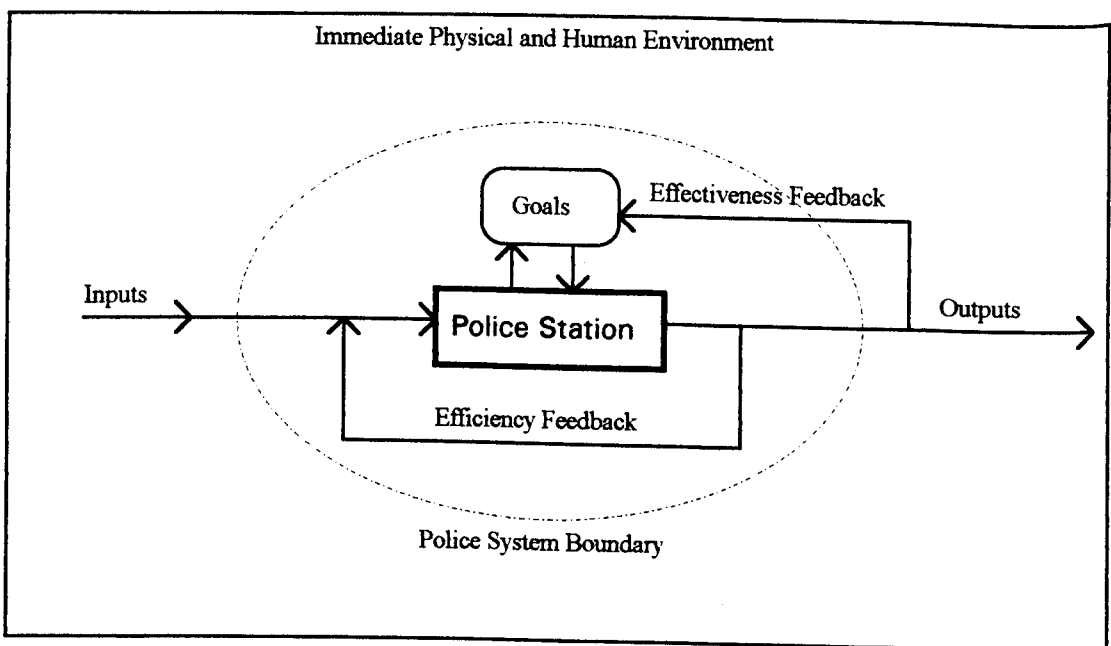 Immediate Physical and Human Environment
Goals
Effectiveness Feedback
Inputs
Police Station
Outputs
Efficiency Feedback
Police System Boundary